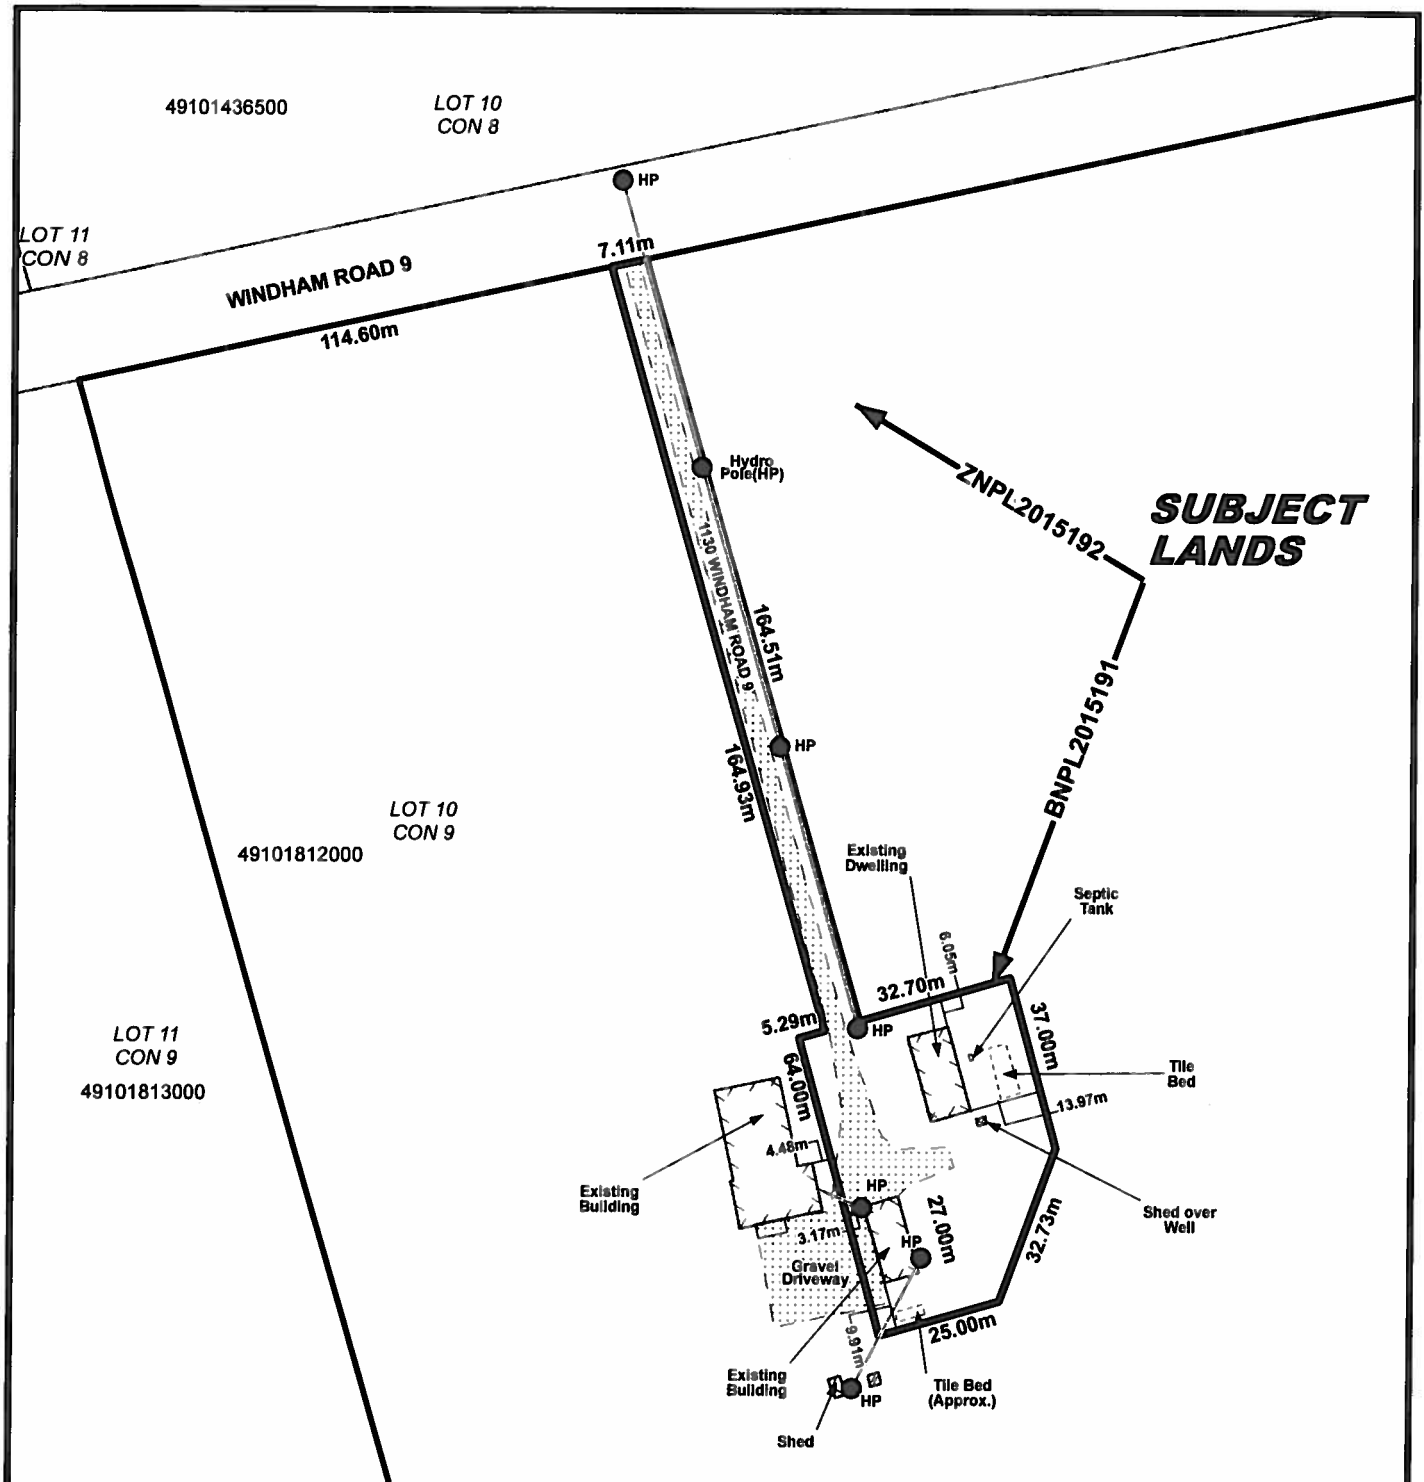 49101436500
LOT 10
CON 8
HP
LOT 11
CON 8
7.11m
WINDHAM ROAD 9
114.60m
Hydro
Pole(HP)
ZNPL2015192
SUBJECT
LANDS
1130 WINDHAM ROAD 9
164.51m
BNPL2015191
HP
164.93m
LOT 10
CON 9
49101812000
Existing
Dwelling
Septic
Tank
6.05m
32.70m
5.29m
HP
37.00m
LOT 11
CON 9
49101813000
64.00m
Tile
Bed
13.97m
4.48m
Existing
Building
HP
Shed over
Well
27.00m
3.17m
HP
32.73m
Gravel
Driveway
25.00m
9.91m
Existing
Building
Tile Bed
(Approx.)
HP
Shed